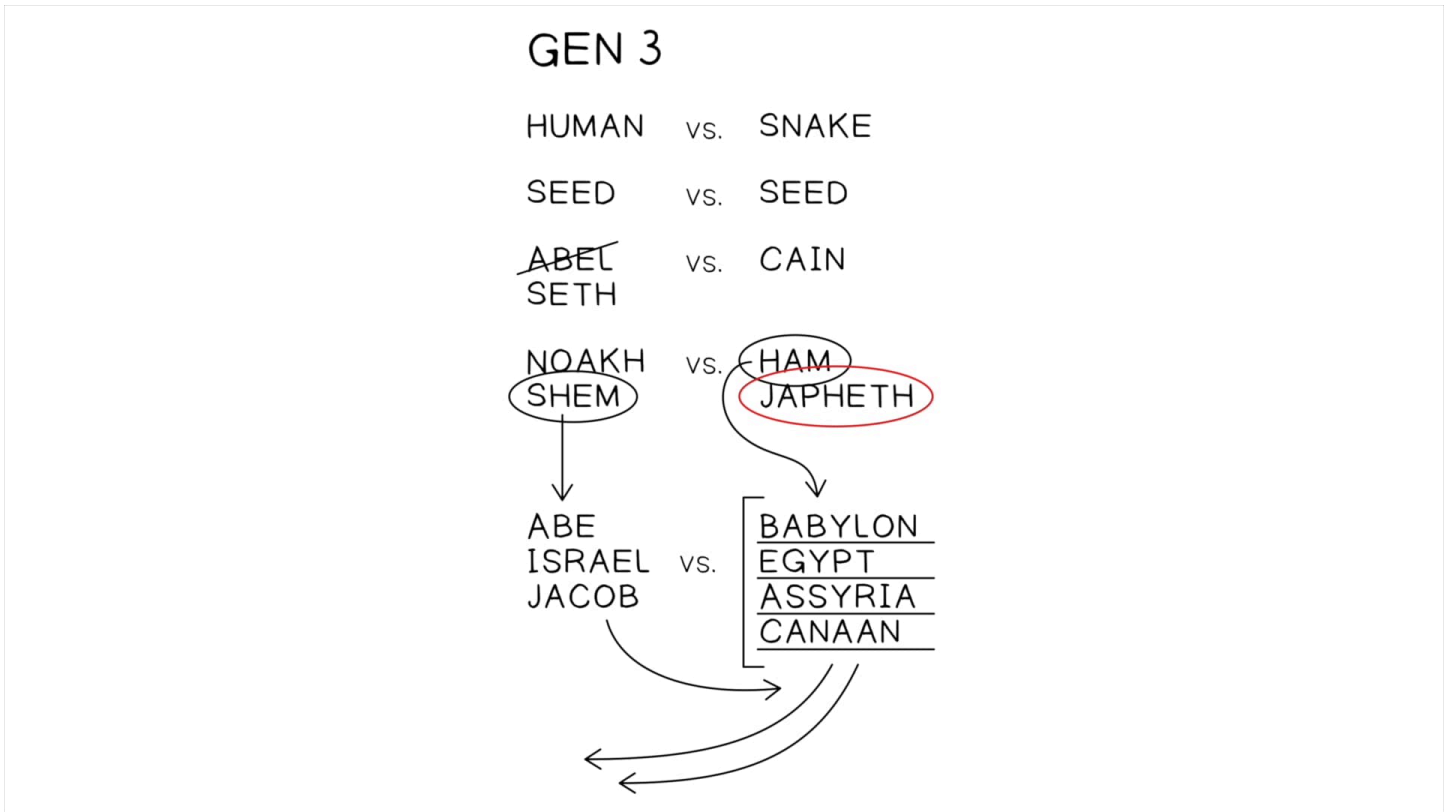 GEN 3
HUMAN vs. SNAKE
SEED vs. SEED
ABEL vs. CAIN
SETH
NOAKH vs. HAM
SHEM JAPHETH
ABE BABYLON
ISRAEL vs. EGYPT
JACOB ASSYRIA
CANAAN